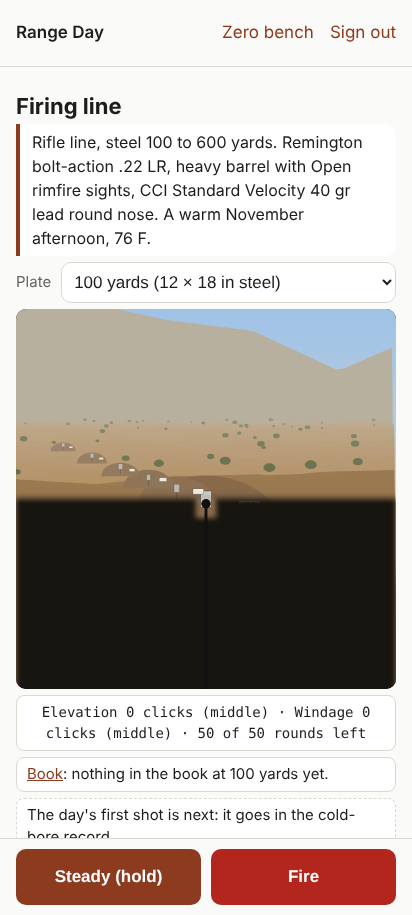 Range Day
Zero bench
Sign out
Firing line
Rifle line, steel 100 to 600 yards. Remington
bolt-action .22 LR, heavy barrel with Open
rimfire sights, CCI Standard Velocity 40 gr
lead round nose. A warm November
afternoon, 76 F.
Plate
100 yards (12 × 18 in steel)
Elevation 0 clicks (middle) · Windage 0
clicks (middle) · 50 of 50 rounds left
Book: nothing in the book at 100 yards yet.
The day's first shot is next: it goes in the cold-
bore record.
Steady (hold)
Fire